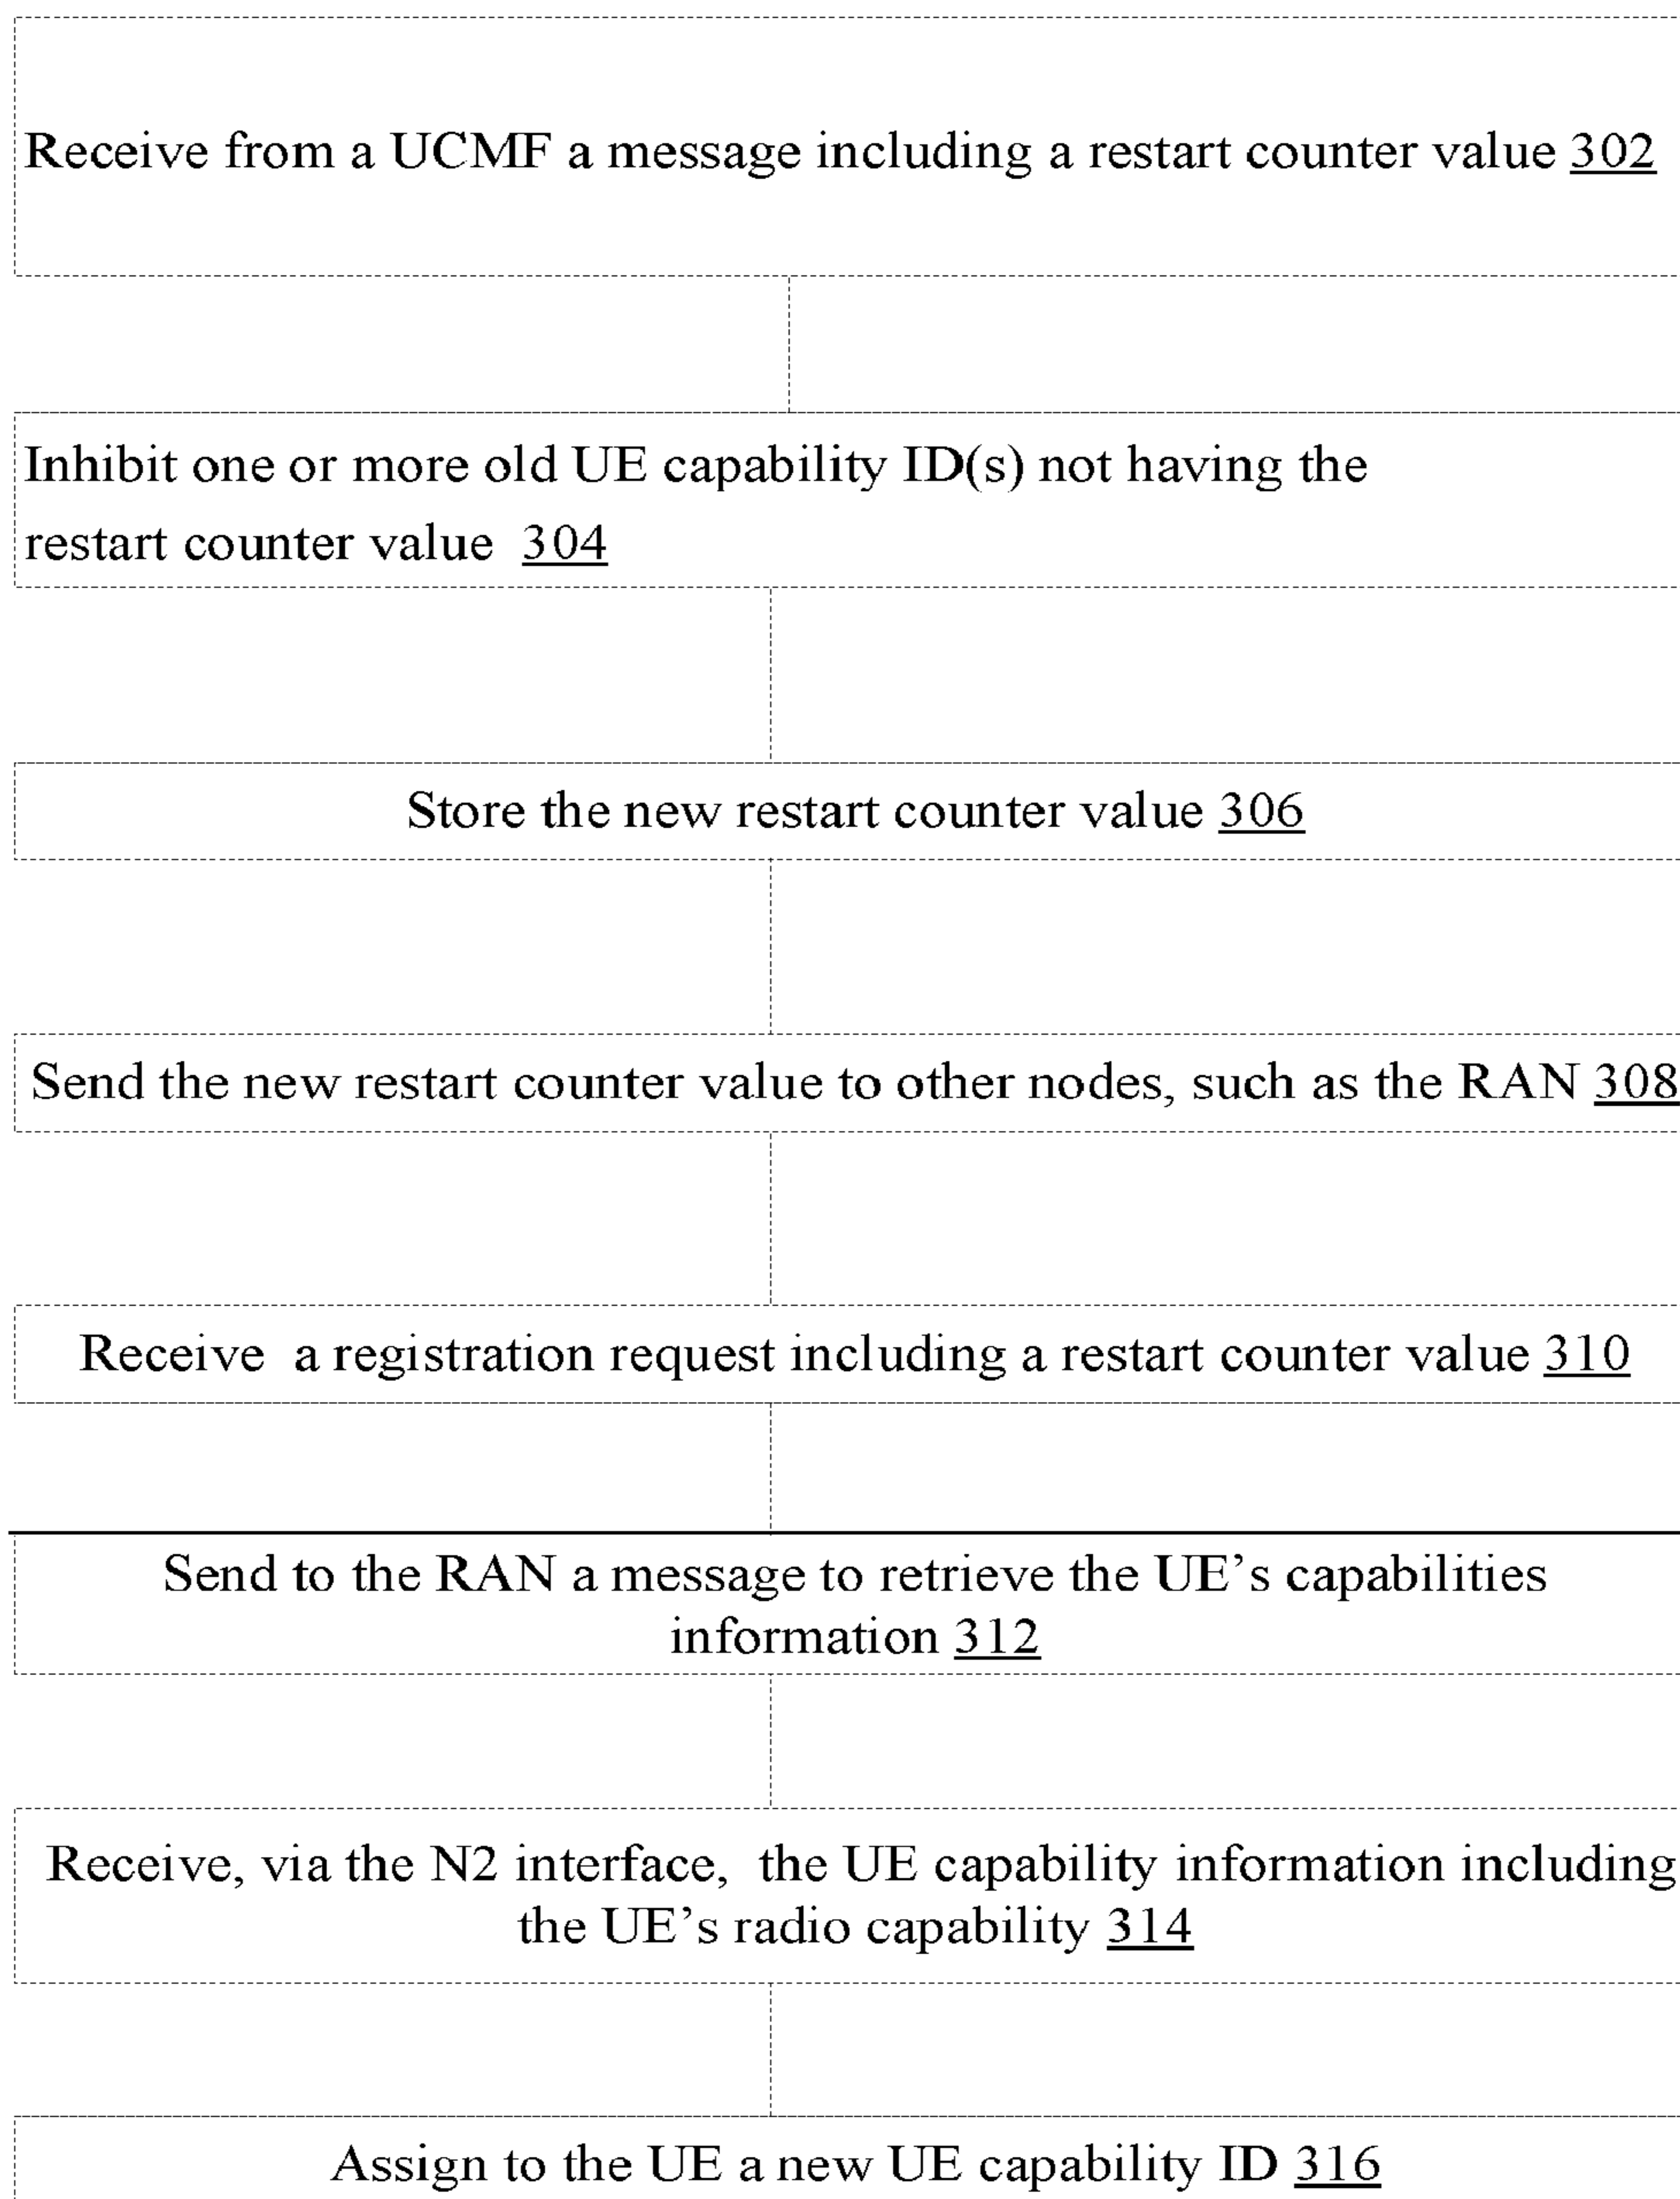 Receive from a UCMF a message including a restart counter value 302
Inhibit one or more old UE capability ID(s) not having the
restart counter value 304
Store the new restart counter value 306
Send the new restart counter value to other nodes, such as the RAN 308
Receive a registration request including a restart counter value 310
Send to the RAN a message to retrieve the UE’s capabilities
information 312
Receive, via the N2 interface, the UE capability information including
the UE’s radio capability 314
Assign to the UE a new UE capability ID 316